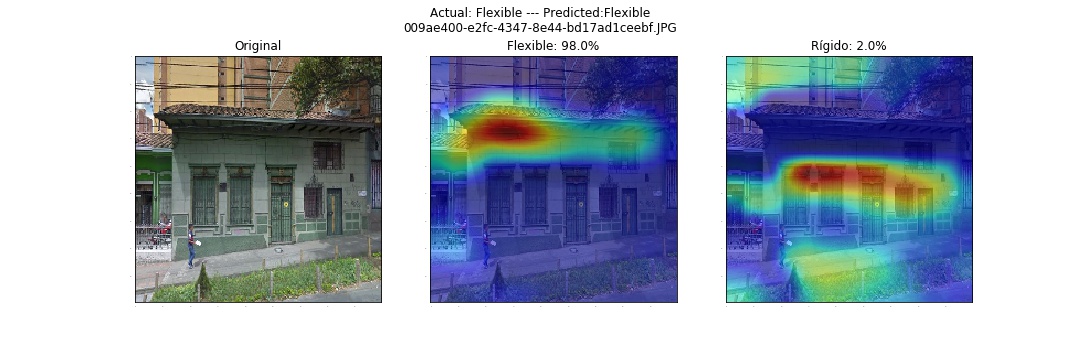 Actual: Flexible --- Predicted:Flexible
009ae400-e2fc-4347-8e44-bd17ad1ceebf.JPG
Original
Flexible: 98.0%
Rígido: 2.0%